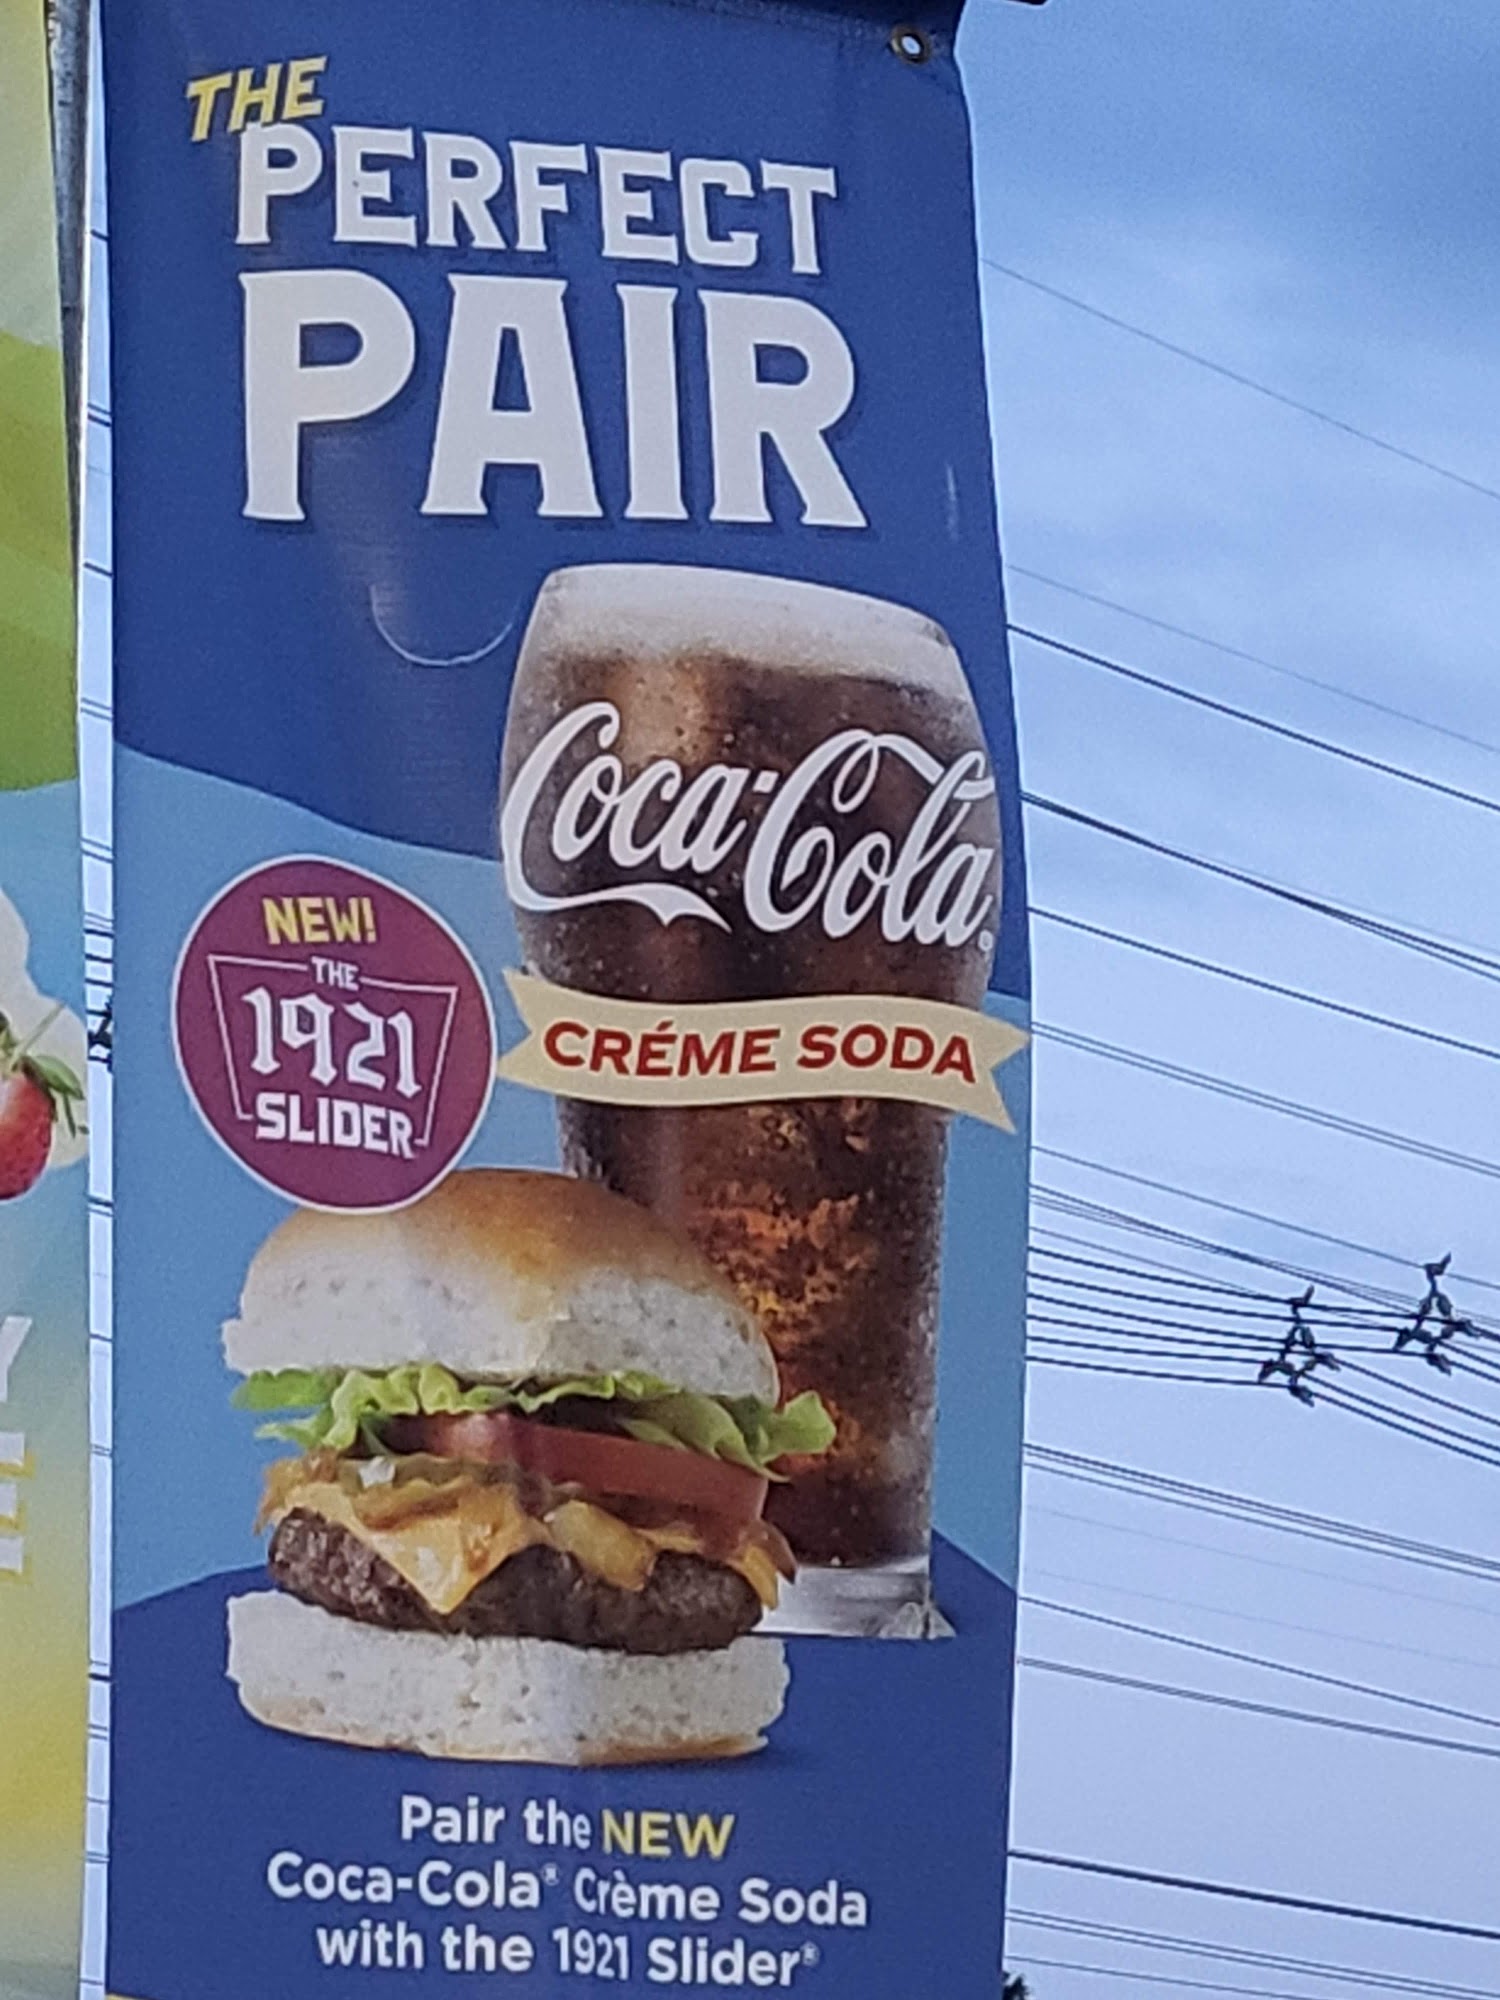 THE
PERFECT
PAIR
Coca-Cola®
CRÉME SODA
NEW!
THE
1921
SLIDER
Pair the NEW
Coca-Cola® Crème Soda
with the 1921 Slider®